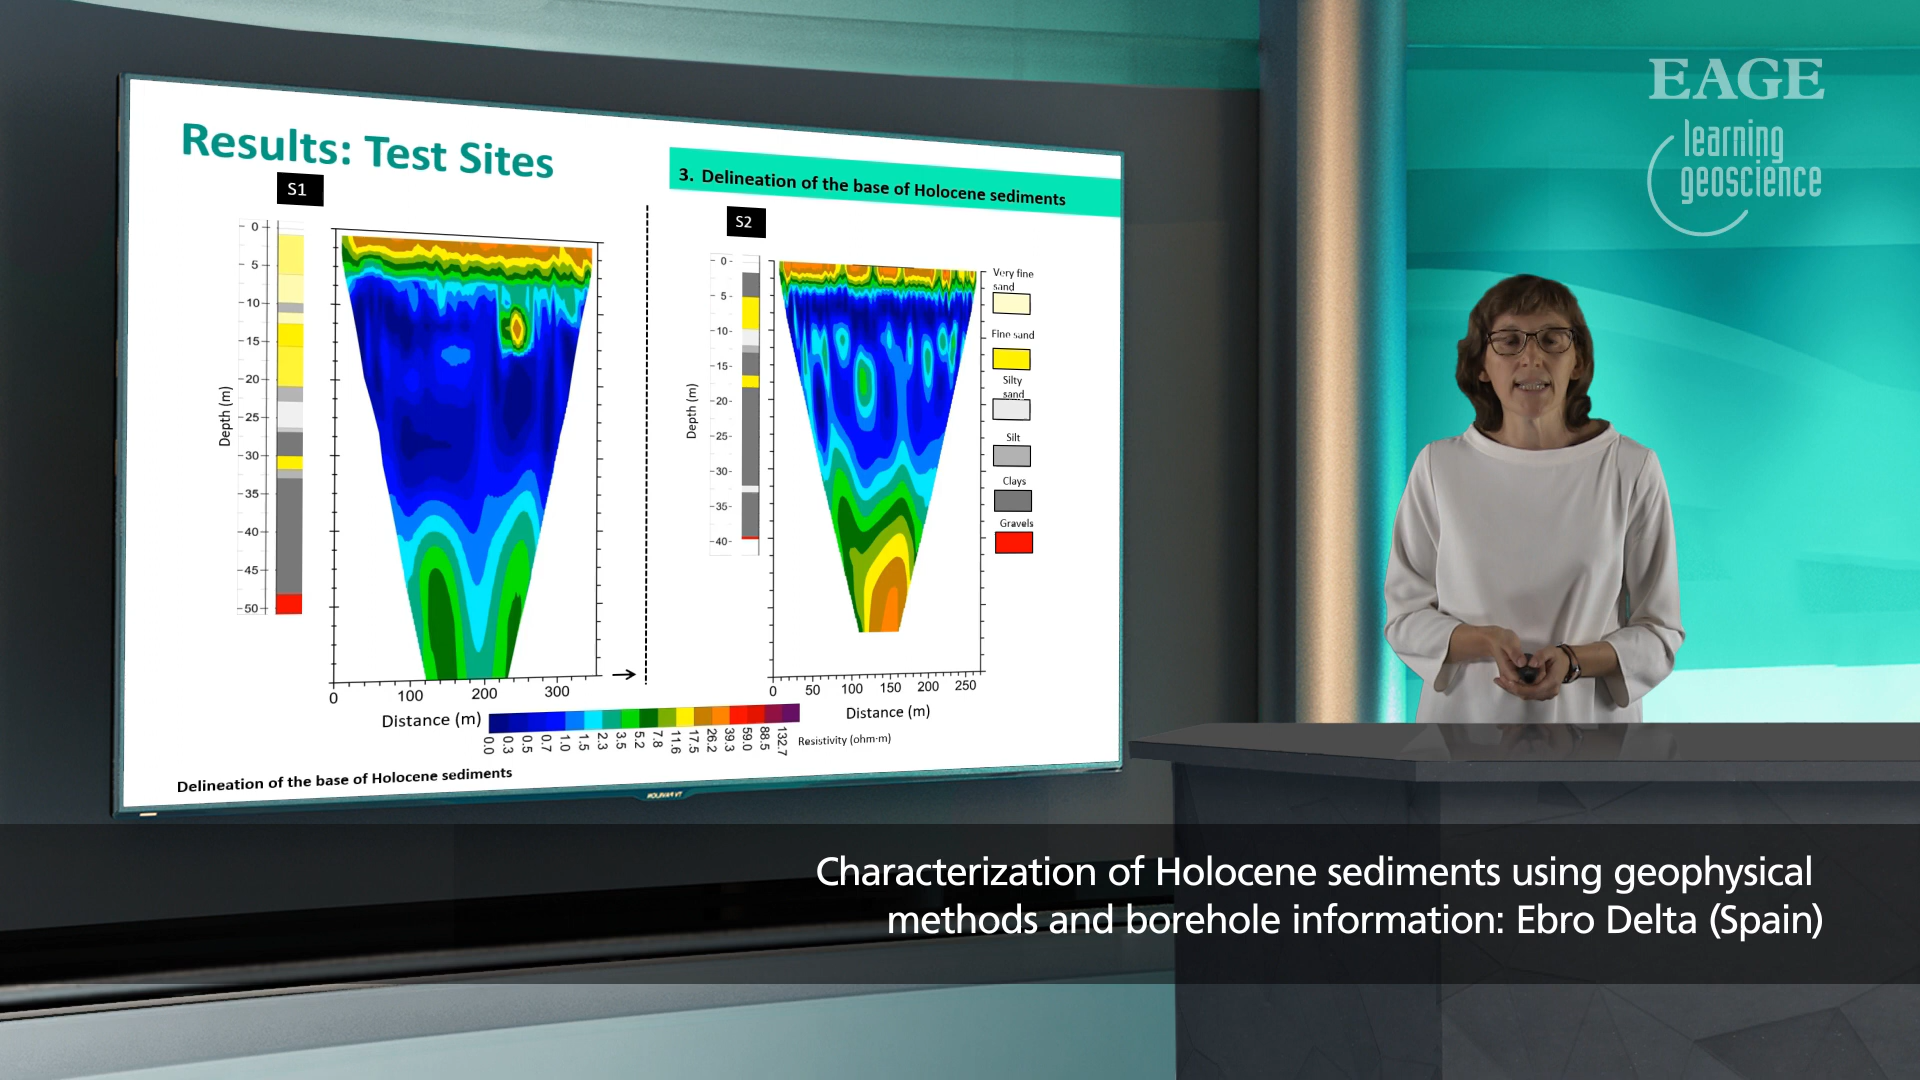 EAGE
learning
geoscience
Results: Test Sites
3. Delineation of the base of Holocene sediments
S1
0
5
10
15
20
25
30
35
40
45
50
Depth (m)
0
100
200
300
Distance (m)
S2
0
5
10
15
20
25
30
35
40
Depth (m)
0
50
100
150
200
250
Distance (m)
Very fine
sand
Fine sand
Silty
sand
Silt
Clays
Gravels
0.0
0.3
0.5
0.7
1.0
1.5
2.3
3.5
5.2
7.8
11.6
17.5
26.2
39.3
59.0
88.5
132.7
Resistivity (ohm·m)
Delineation of the base of Holocene sediments
Characterization of Holocene sediments using geophysical
methods and borehole information: Ebro Delta (Spain)